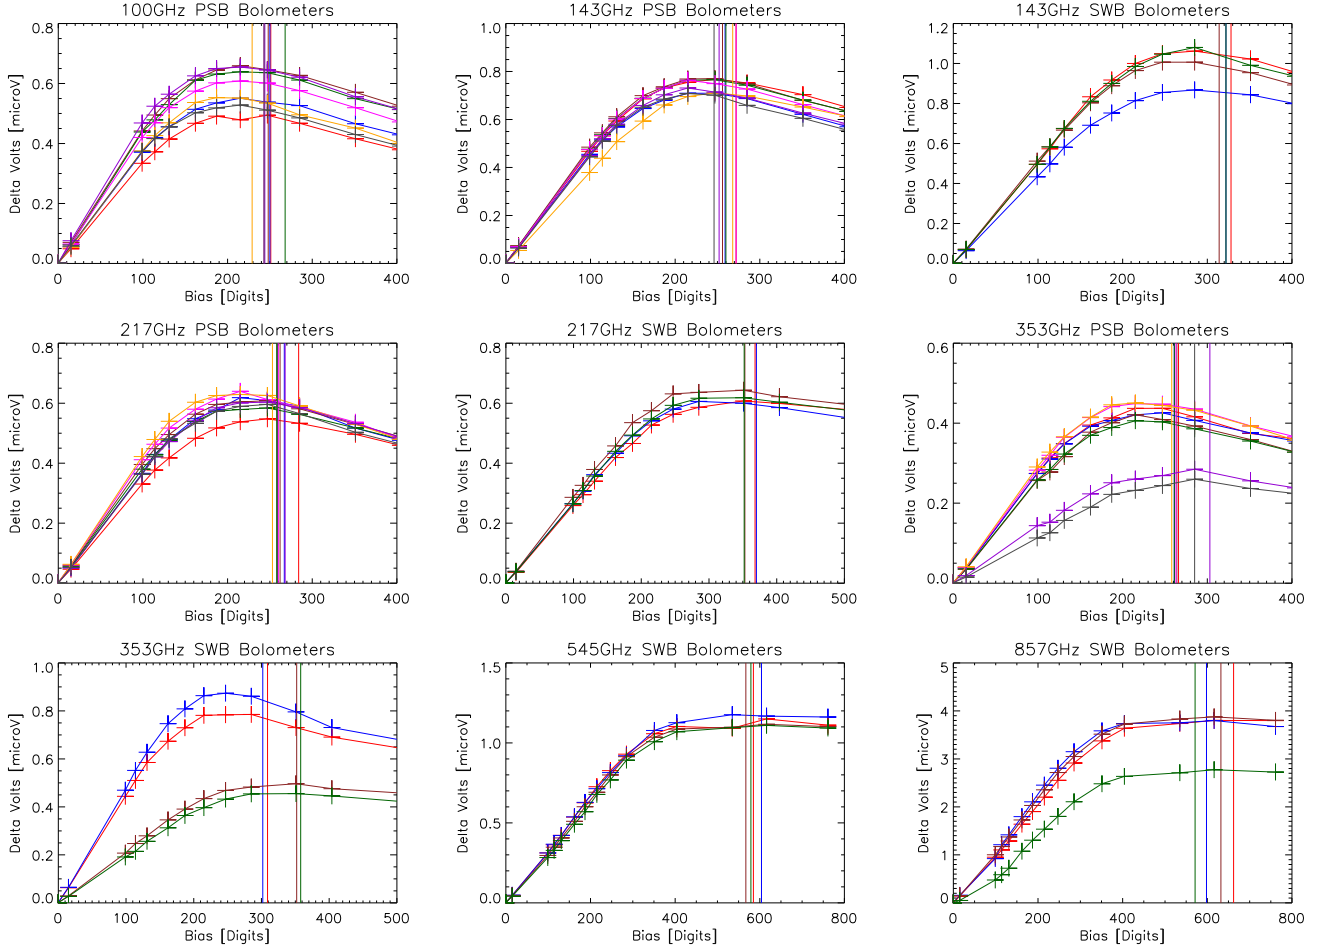 100GHz PSB Bolometers
0.8
0.6
0.4
0.2
0.0
Delta Volts [microV]
0 100 200 300 400
Bias [Digits]
143GHz PSB Bolometers
1.0
0.8
0.6
0.4
0.2
0.0
Delta Volts [microV]
0 100 200 300 400
Bias [Digits]
143GHz SWB Bolometers
1.2
1.0
0.8
0.6
0.4
0.2
0.0
Delta Volts [microV]
0 100 200 300 400
Bias [Digits]
217GHz PSB Bolometers
0.8
0.6
0.4
0.2
0.0
Delta Volts [microV]
0 100 200 300 400
Bias [Digits]
217GHz SWB Bolometers
0.8
0.6
0.4
0.2
0.0
Delta Volts [microV]
0 100 200 300 400 500
Bias [Digits]
353GHz PSB Bolometers
0.6
0.4
0.2
0.0
Delta Volts [microV]
0 100 200 300 400
Bias [Digits]
353GHz SWB Bolometers
1.0
0.8
0.6
0.4
0.2
0.0
Delta Volts [microV]
0 100 200 300 400 500
Bias [Digits]
545GHz SWB Bolometers
1.5
1.0
0.5
0.0
Delta Volts [microV]
0 200 400 600 800
Bias [Digits]
857GHz SWB Bolometers
5
4
3
2
1
0
Delta Volts [microV]
0 200 400 600 800
Bias [Digits]